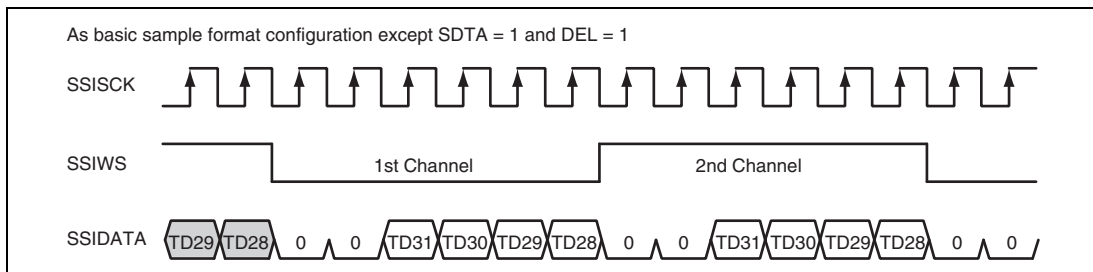 As basic sample format configuration except SDTA = 1 and DEL = 1
SSISCK
SSIWS 1st Channel 2nd Channel
SSIDATA TD29 TD28 0 0 TD31 TD30 TD29 TD28 0 0 TD31 TD30 TD29 TD28 0 0